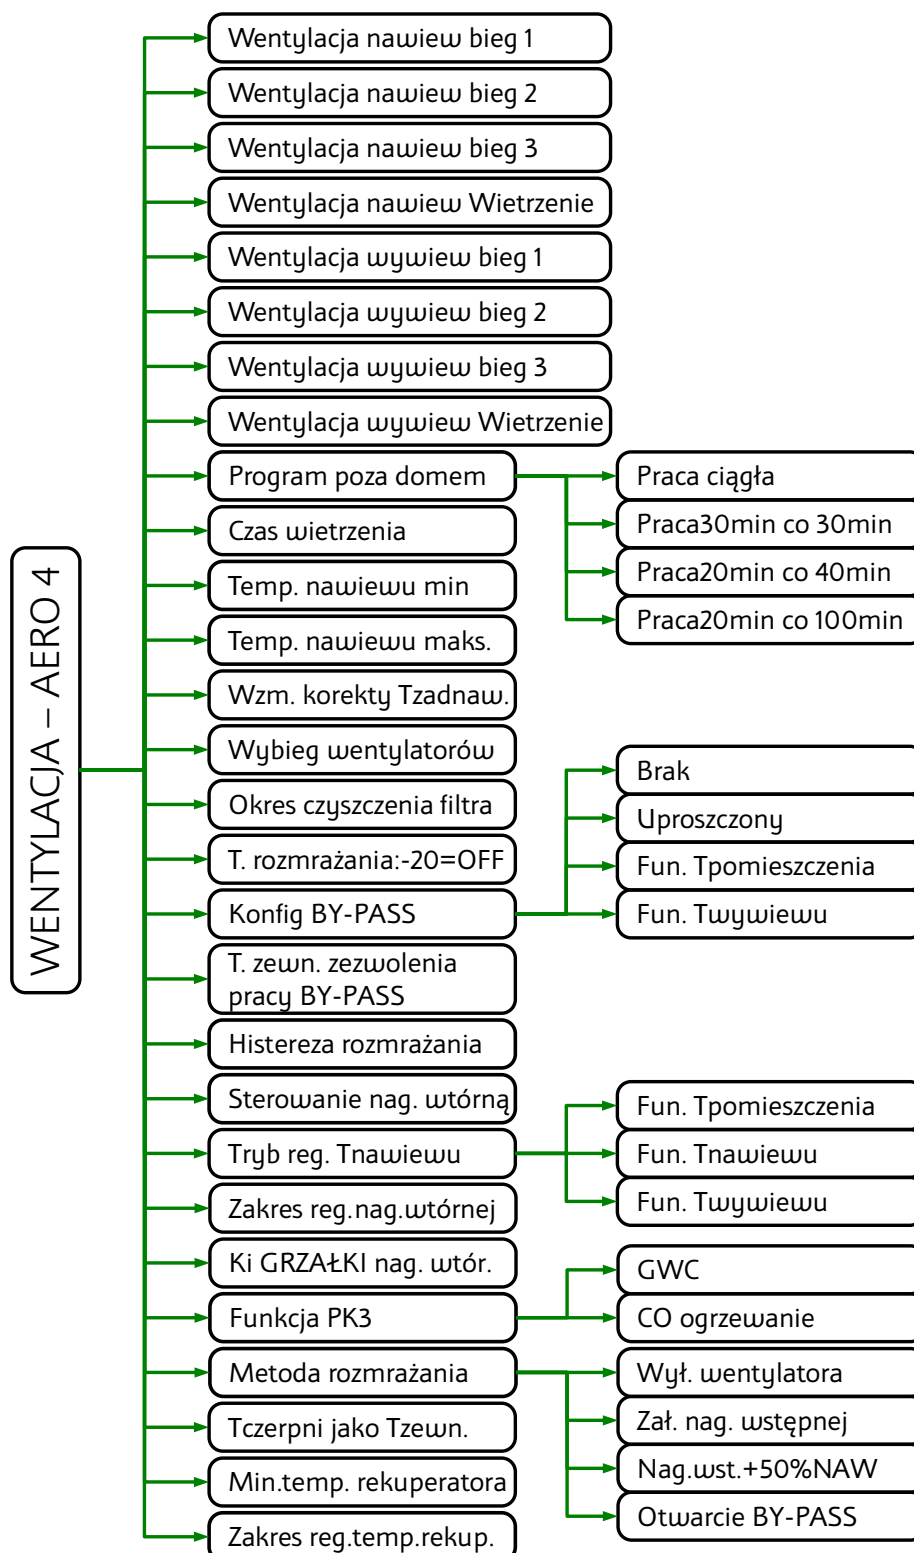 WENTYLACJA – AERO 4
Wentylacja nawiew bieg 1
Wentylacja nawiew bieg 2
Wentylacja nawiew bieg 3
Wentylacja nawiew Wietrzenie
Wentylacja wywiew bieg 1
Wentylacja wywiew bieg 2
Wentylacja wywiew bieg 3
Wentylacja wywiew Wietrzenie
Program poza domem
Praca ciągła
Praca30min co 30min
Praca20min co 40min
Praca20min co 100min
Czas wietrzenia
Temp. nawiewu min
Temp. nawiewu maks.
Wzm. korekty Tzadnaw.
Wybieg wentylatorów
Okres czyszczenia filtra
T. rozmrażania:-20=OFF
Konfig BY-PASS
Brak
Uproszczony
Fun. Tpomieszczenia
Fun. Twywiewu
T. zewn. zezwolenia
pracy BY-PASS
Histereza rozmrażania
Sterowanie nag. wtórną
Tryb reg. Tnawiewu
Fun. Tpomieszczenia
Fun. Tnawiewu
Fun. Twywiewu
Zakres reg.nag.wtórnej
Ki GRZAŁKI nag. wtór.
Funkcja PK3
GWC
CO ogrzewanie
Metoda rozmrażania
Wył. wentylatora
Zał. nag. wstępnej
Nag.wst.+50%NAW
Otwarcie BY-PASS
Tczerpni jako Tzewn.
Min.temp. rekuperatora
Zakres reg.temp.rekup.